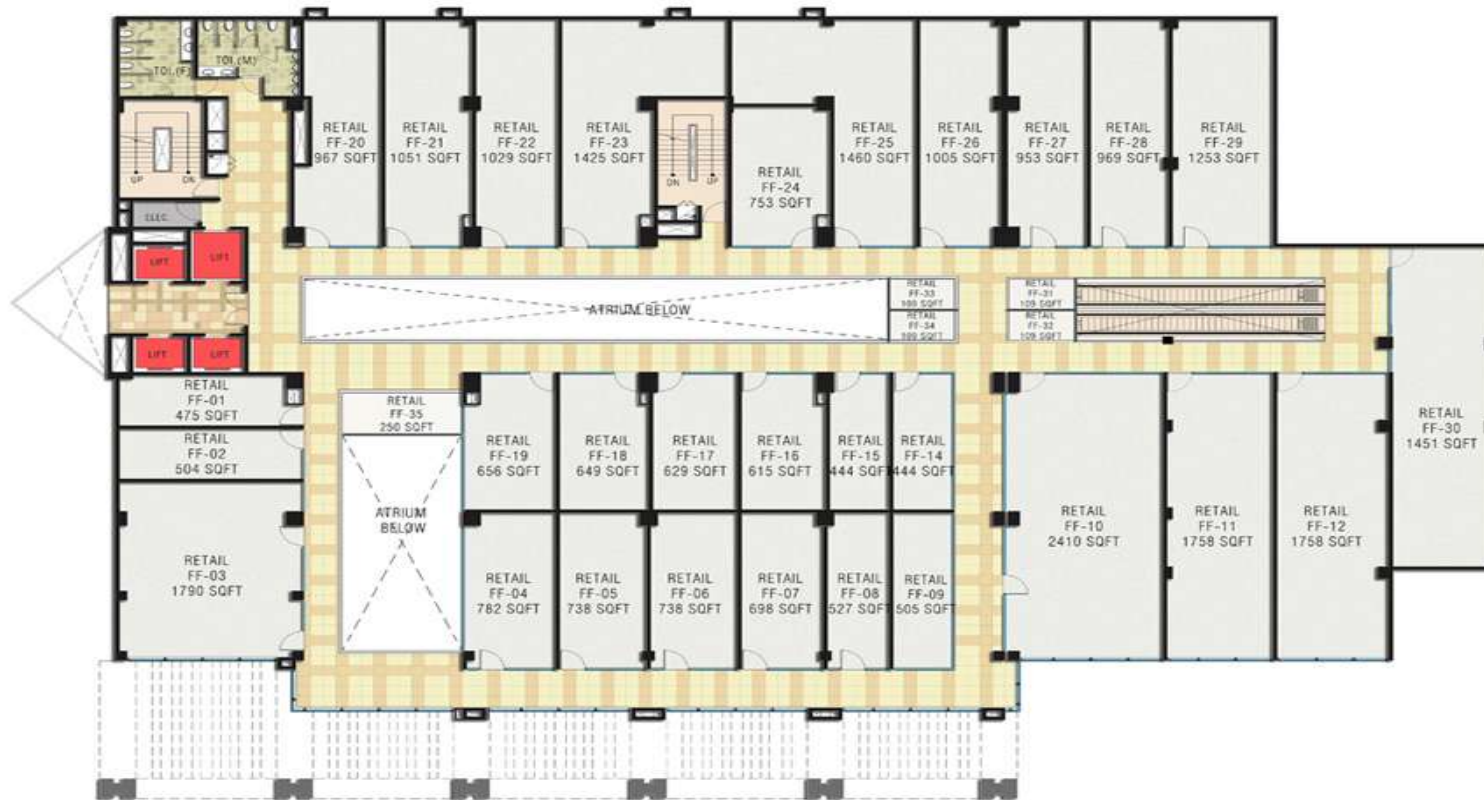 TOI.(F)
TOI.(M)
UP
DN
ELEC.
LIFT
LIFT
LIFT
LIFT
RETAIL
FF-20
967 SQFT
RETAIL
FF-21
1051 SQFT
RETAIL
FF-22
1029 SQFT
RETAIL
FF-23
1425 SQFT
DN
UP
RETAIL
FF-24
753 SQFT
RETAIL
FF-25
1460 SQFT
RETAIL
FF-26
1005 SQFT
RETAIL
FF-27
953 SQFT
RETAIL
FF-28
969 SQFT
RETAIL
FF-29
1253 SQFT
ATRIUM BELOW
RETAIL
FF-33
SQFT
RETAIL
FF-34
SQFT
RETAIL
FF-31
109 SQFT
RETAIL
FF-32
109 SQFT
RETAIL
FF-01
475 SQFT
RETAIL
FF-02
504 SQFT
RETAIL
FF-03
1790 SQFT
RETAIL
FF-35
250 SQFT
ATRIUM
BELOW
RETAIL
FF-19
656 SQFT
RETAIL
FF-18
649 SQFT
RETAIL
FF-17
629 SQFT
RETAIL
FF-16
615 SQFT
RETAIL
FF-15
444 SQFT
RETAIL
FF-14
444 SQFT
RETAIL
FF-04
782 SQFT
RETAIL
FF-05
738 SQFT
RETAIL
FF-06
738 SQFT
RETAIL
FF-07
698 SQFT
RETAIL
FF-08
527 SQFT
RETAIL
FF-09
505 SQFT
RETAIL
FF-10
2410 SQFT
RETAIL
FF-11
1758 SQFT
RETAIL
FF-12
1758 SQFT
RETAIL
FF-30
1451 SQFT